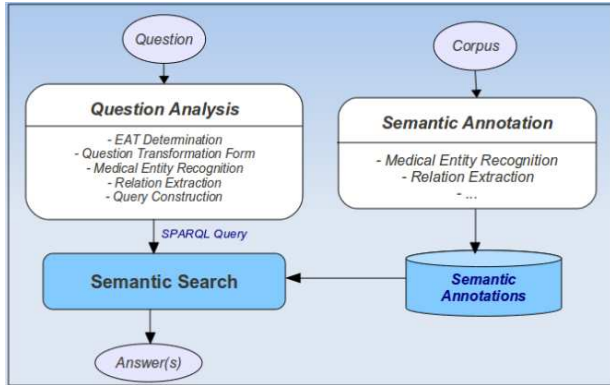 Question
Corpus
Question Analysis
- EAT Determination
- Question Transformation Form
- Medical Entity Recognition
- Relation Extraction
- Query Construction
Semantic Annotation
- Medical Entity Recognition
- Relation Extraction
- ...
SPARQL Query
Semantic Search
Semantic
Annotations
Answer(s)